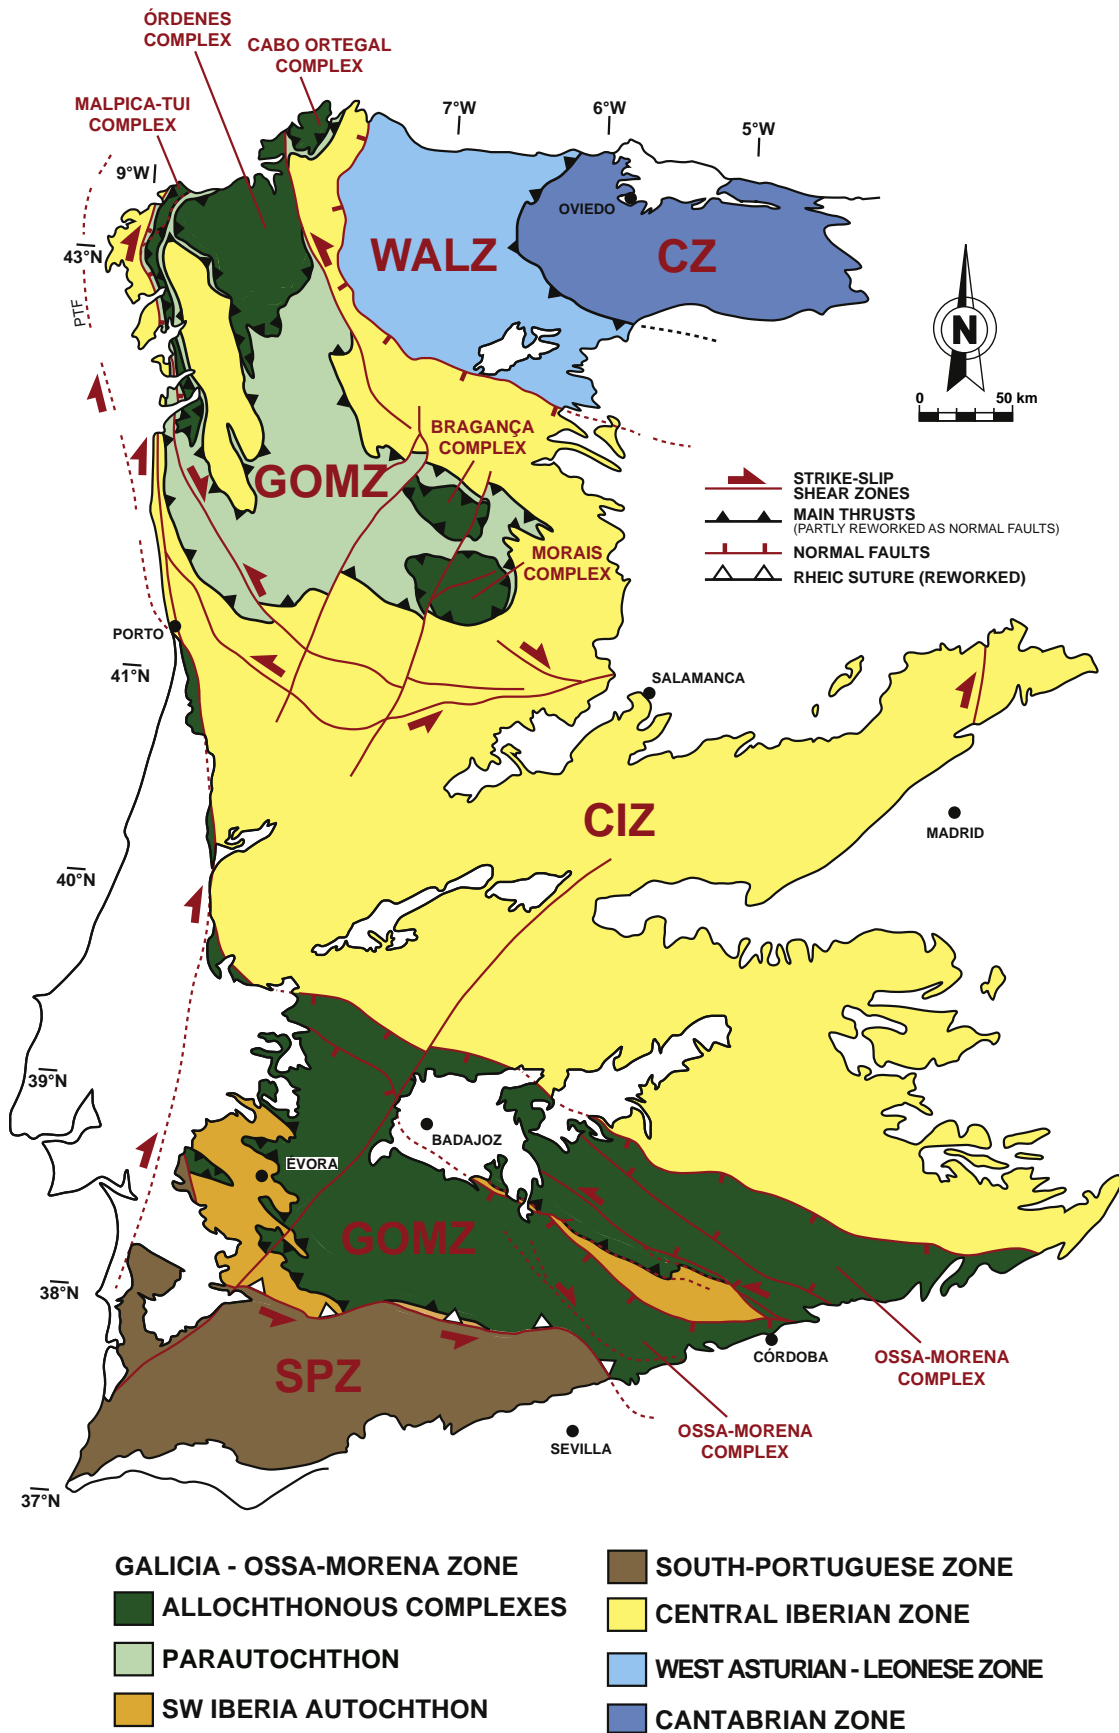 ÓRDENES
COMPLEX
CABO ORTEGAL
COMPLEX
MALPICA-TUI
COMPLEX
7°W
6°W
5°W
9°W
OVIEDO
43°N
WALZ
CZ
PTF
N
0 50 km
BRAGANÇA
COMPLEX
GOMZ
STRIKE-SLIP
SHEAR ZONES
MAIN THRUSTS
(PARTLY REWORKED AS NORMAL FAULTS)
NORMAL FAULTS
RHEIC SUTURE (REWORKED)
MORAIS
COMPLEX
PORTO
41°N
SALAMANCA
CIZ
MADRID
40°N
39°N
BADAJOZ
ÉVORA
GOMZ
38°N
CÓRDOBA
OSSA-MORENA
COMPLEX
SPZ
OSSA-MORENA
COMPLEX
SEVILLA
37°N
GALICIA - OSSA-MORENA ZONE
ALLOCHTHONOUS COMPLEXES
PARAUTOCHTHON
SW IBERIA AUTOCHTHON
SOUTH-PORTUGUESE ZONE
CENTRAL IBERIAN ZONE
WEST ASTURIAN - LEONESE ZONE
CANTABRIAN ZONE